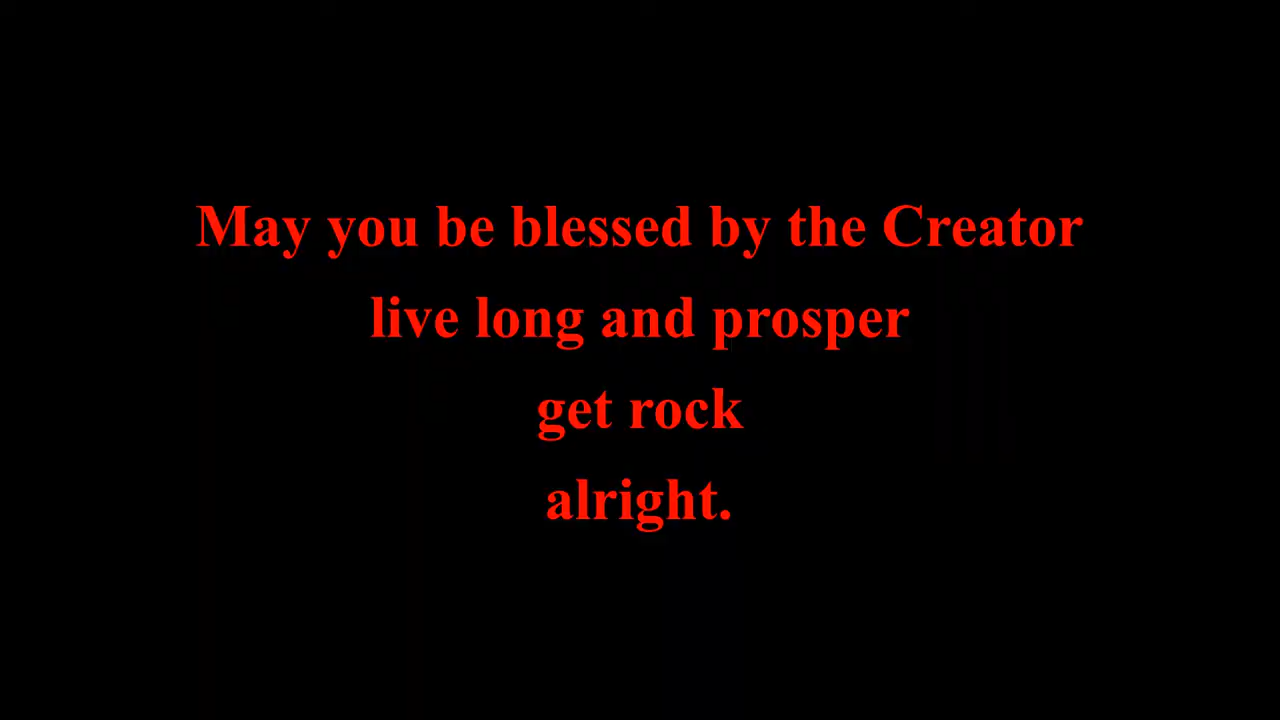 May you be blessed by the Creator
live long and prosper
get rock
alright.